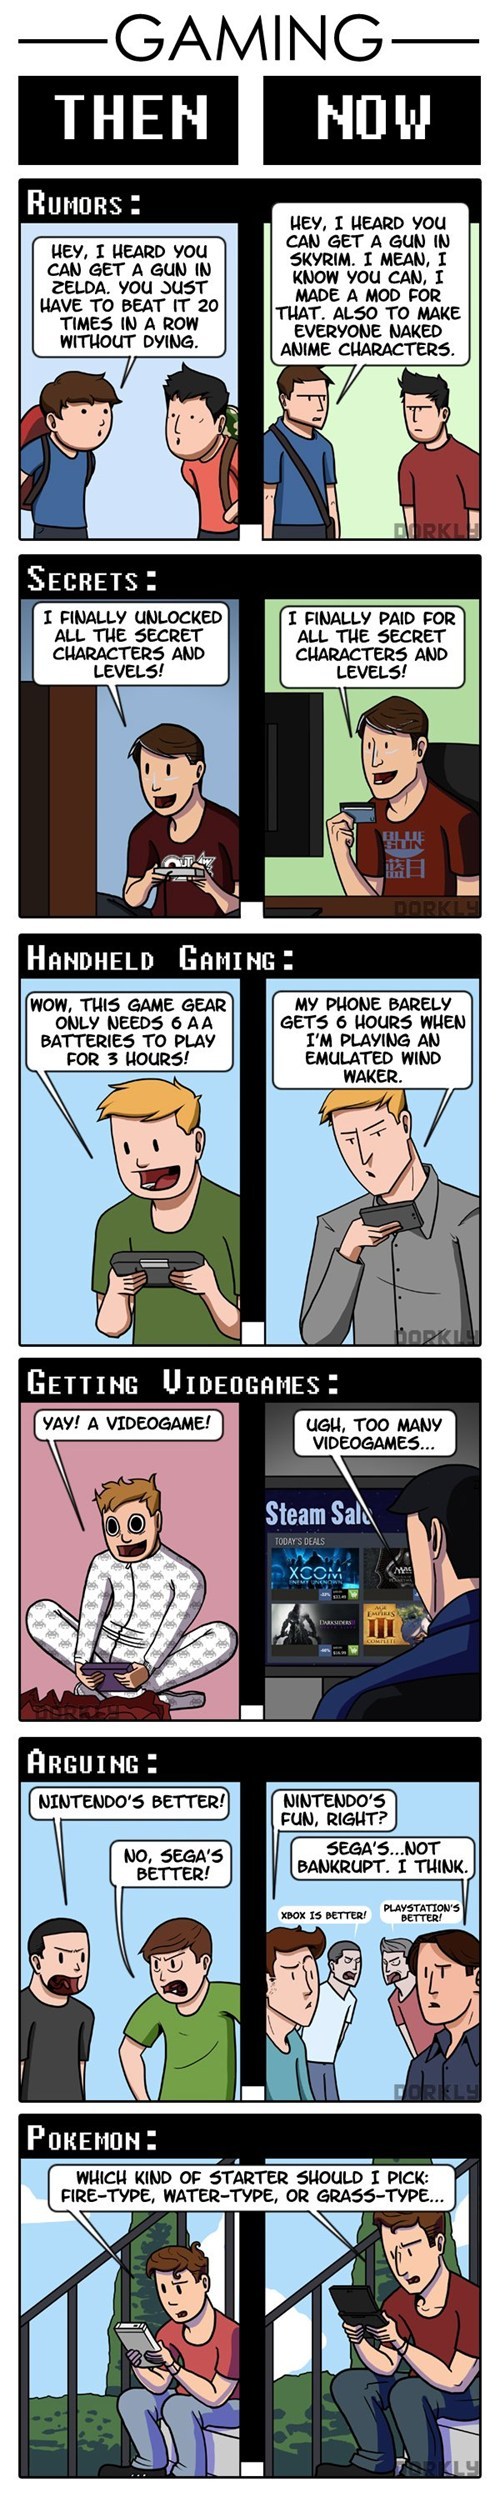 GAMING
THEN
NOW
RUMORS:
HEY, I HEARD YOU
CAN GET A GUN IN
ZELDA. YOU JUST
HAVE TO BEAT IT 20
TIMES IN A ROW
WITHOUT DYING.
HEY, I HEARD YOU
CAN GET A GUN IN
SKYRIM. I MEAN, I
KNOW YOU CAN, I
MADE A MOD FOR
THAT. ALSO TO MAKE
EVERYONE NAKED
ANIME CHARACTERS.
DORKLY
SECRETS:
I FINALLY UNLOCKED
ALL THE SECRET
CHARACTERS AND
LEVELS!
I FINALLY PAID FOR
ALL THE SECRET
CHARACTERS AND
LEVELS!
BLUE
SUN
DORKLY
HANDHELD GAMING:
WOW, THIS GAME GEAR
ONLY NEEDS 6 AA
BATTERIES TO PLAY
FOR 3 HOURS!
MY PHONE BARELY
GETS 6 HOURS WHEN
I'M PLAYING AN
EMULATED WIND
WAKER.
DORKLY
GETTING VIDEOGAMES:
YAY! A VIDEOGAME!
UGH, TOO MANY
VIDEOGAMES...
Steam Sale
TODAY'S DEALS
XCOM
ENEMY UNKNOWN
DARKSIDERS
AGE
EMPIRES
III
COMPLETE
ARGUING:
NINTENDO'S BETTER!
NO, SEGA'S
BETTER!
NINTENDO'S
FUN, RIGHT?
SEGA'S...NOT
BANKRUPT. I THINK.
XBOX IS BETTER!
PLAYSTATION'S
BETTER!
DORKLY
POKEMON:
WHICH KIND OF STARTER SHOULD I PICK:
FIRE-TYPE, WATER-TYPE, OR GRASS-TYPE...
DORKLY